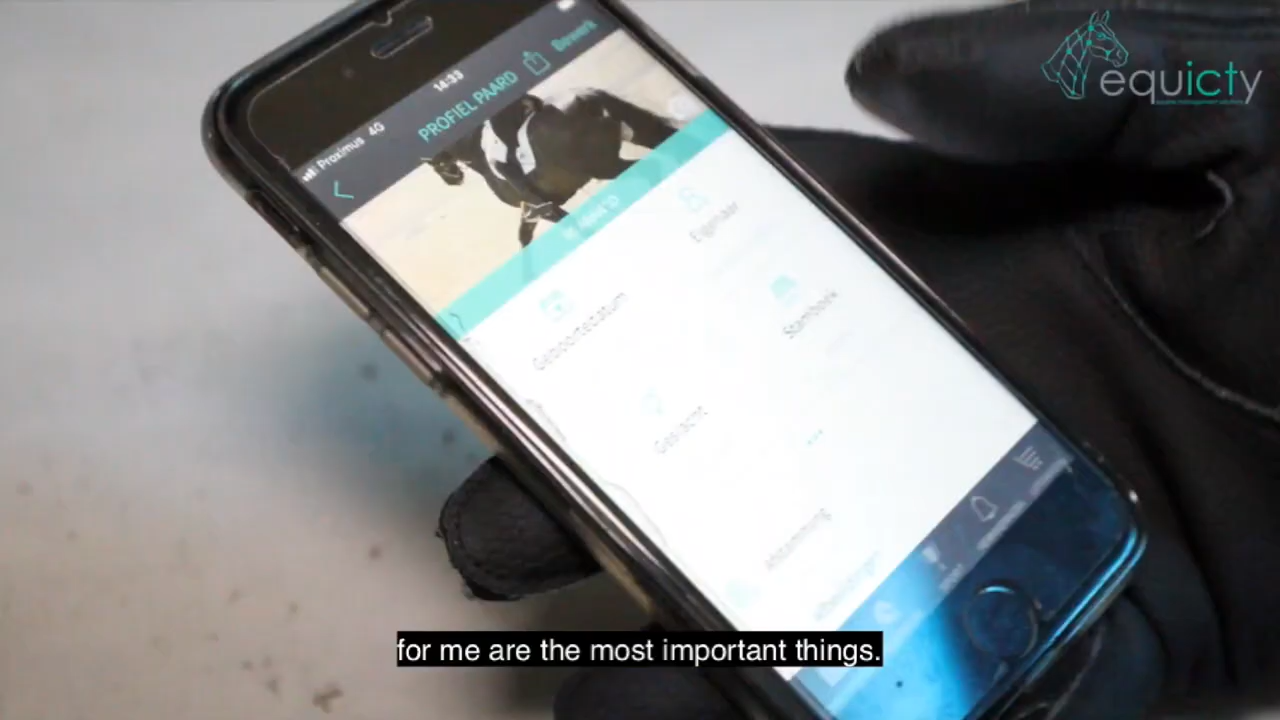 Proximus 4G
14:33
PROFIEL PAARD
Bewerk
equicty
Eigenaar
Geboortedatum
Stamboek
Geslacht
Afstamming
for me are the most important things.